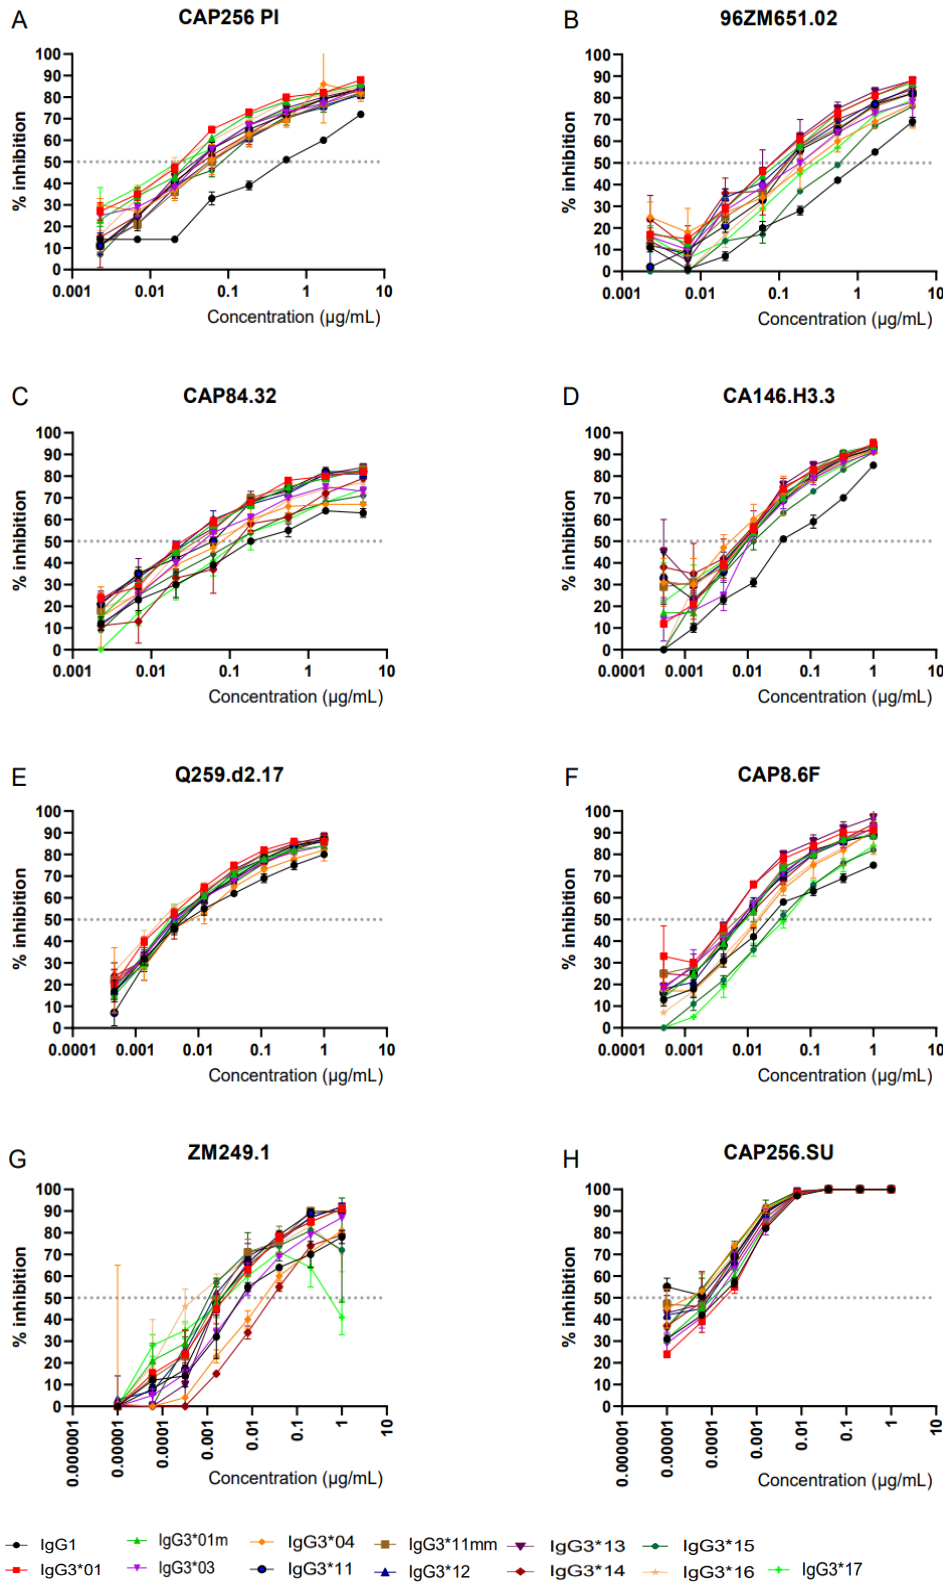 A
CAP256 PI
100
90
80
70
60
50
40
30
20
10
0
% inhibition
0.001 0.01 0.1 1 10
Concentration (µg/mL)
B
96ZM651.02
100
90
80
70
60
50
40
30
20
10
0
% inhibition
0.001 0.01 0.1 1 10
Concentration (µg/mL)
C
CAP84.32
100
90
80
70
60
50
40
30
20
10
0
% inhibition
0.001 0.01 0.1 1 10
Concentration (µg/mL)
D
CA146.H3.3
100
90
80
70
60
50
40
30
20
10
0
% inhibition
0.0001 0.001 0.01 0.1 1 10
Concentration (µg/mL)
E
Q259.d2.17
100
90
80
70
60
50
40
30
20
10
0
% inhibition
0.0001 0.001 0.01 0.1 1 10
Concentration (µg/mL)
F
CAP8.6F
100
90
80
70
60
50
40
30
20
10
0
% inhibition
0.0001 0.001 0.01 0.1 1 10
Concentration (µg/mL)
G
ZM249.1
100
90
80
70
60
50
40
30
20
10
0
% inhibition
0.000001 0.00001 0.0001 0.001 0.01 0.1 1 10
Concentration (µg/mL)
H
CAP256.SU
100
90
80
70
60
50
40
30
20
10
0
% inhibition
0.000001 0.00001 0.0001 0.001 0.01 0.1 1 10
Concentration (µg/mL)
IgG1 IgG3*01m IgG3*04 IgG3*11mm IgG3*13 IgG3*15
IgG3*01 IgG3*03 IgG3*11 IgG3*12 IgG3*14 IgG3*16 IgG3*17